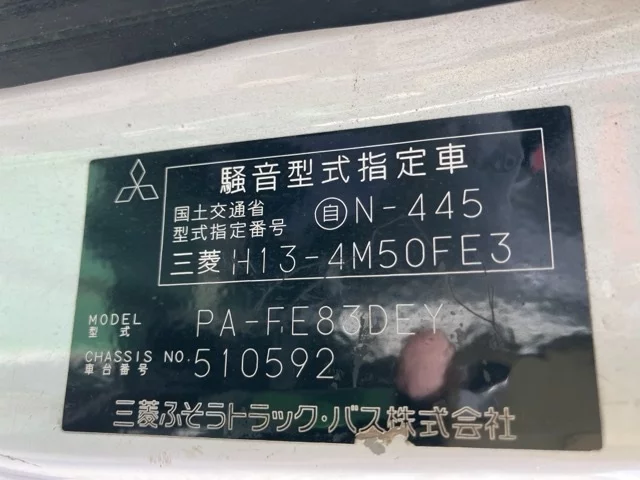 騒音型式指定車
国土交通省
型式指定番号 自N-445
三菱 H13-4M50FE3
MODEL
型式 PA-FE83DEY
CHASSIS NO.
車台番号 510592
三菱ふそうトラック・バス株式会社